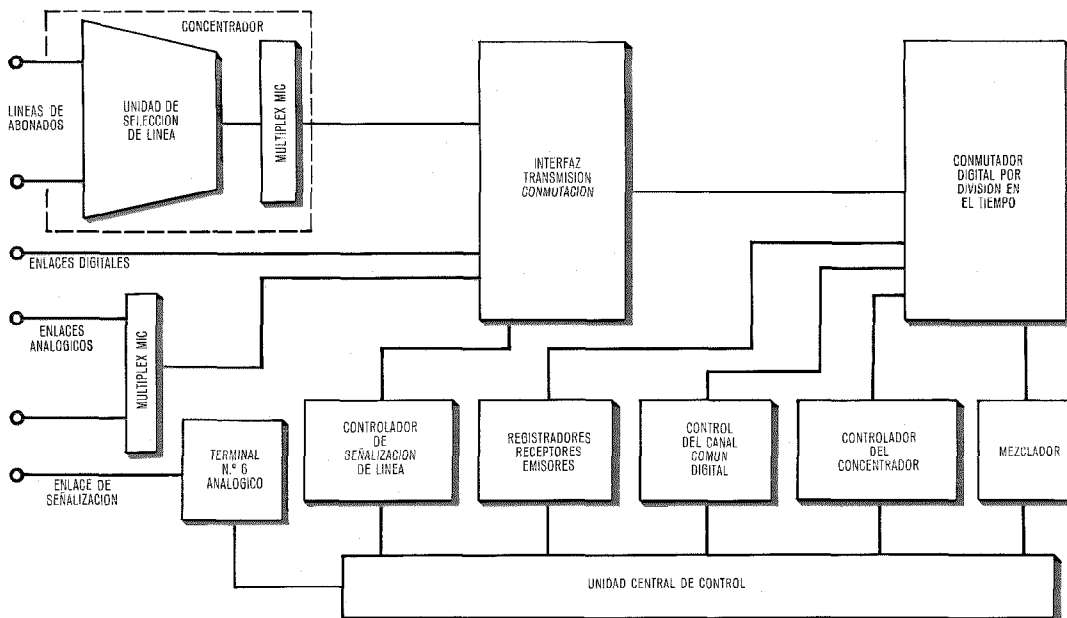 CONCENTRADOR
LINEAS DE
ABONADOS
UNIDAD DE
SELECCION
DE LINEA
MULTIPLEX MIC
INTERFAZ
TRANSMISION
CONMUTACION
CONMUTADOR
DIGITAL POR
DIVISION EN
EL TIEMPO
ENLACES DIGITALES
ENLACES
ANALOGICOS
MULTIPLEX MIC
TERMINAL
N.º 6
ANALOGICO
ENLACE DE
SEÑALIZACION
CONTROLADOR
DE
SEÑALIZACION
DE LINEA
REGISTRADORES
RECEPTORES
EMISORES
CONTROL
DEL CANAL
COMUN
DIGITAL
CONTROLADOR
DEL
CONCENTRADOR
MEZCLADOR
UNIDAD CENTRAL DE CONTROL